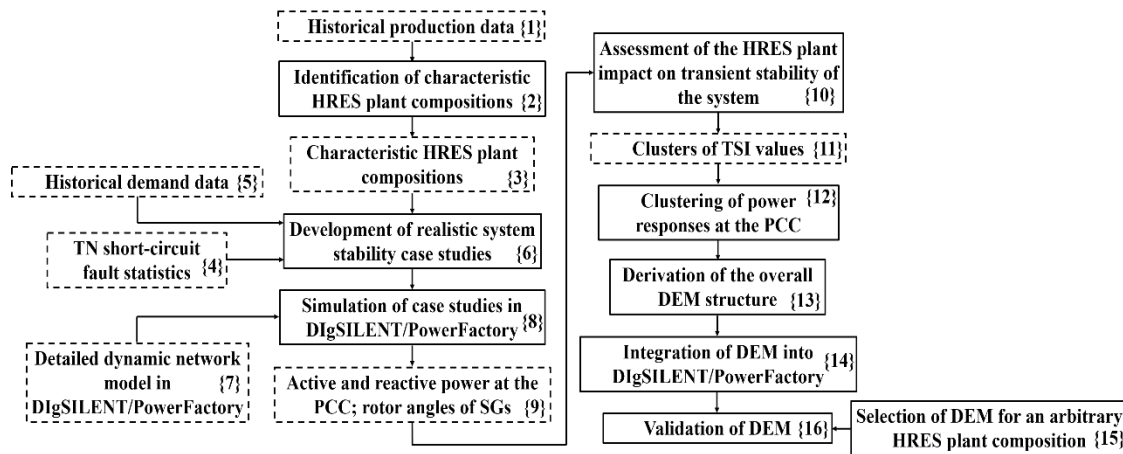 Historical production data {1}
Identification of characteristic
HRES plant compositions {2}
Characteristic HRES plant
compositions {3}
Historical demand data {5}
TN short-circuit
fault statistics {4}
Development of realistic system
stability case studies {6}
Simulation of case studies in
DIgSILENT/PowerFactory {8}
Detailed dynamic network
model in {7}
DIgSILENT/PowerFactory
Active and reactive power at the
PCC; rotor angles of SGs {9}
Assessment of the HRES plant
impact on transient stability of
the system {10}
Clusters of TSI values {11}
Clustering of power {12}
responses at the PCC
Derivation of the overall
DEM structure {13}
Integration of DEM into
DIgSILENT/PowerFactory {14}
Validation of DEM {16}
Selection of DEM for an arbitrary
HRES plant composition {15}